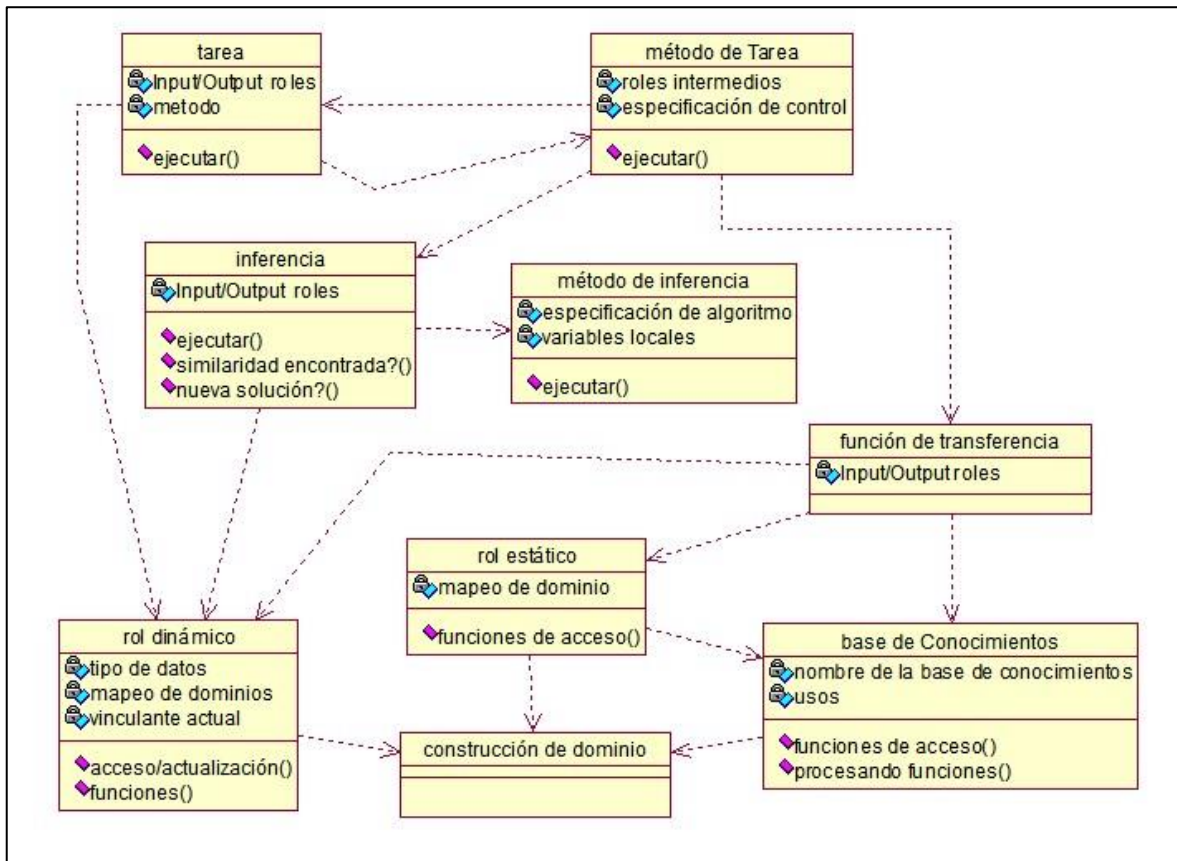 tarea
Input/Output roles
metodo
ejecutar()
método de Tarea
roles intermedios
especificación de control
ejecutar()
inferencia
Input/Output roles
ejecutar()
similaridad encontrada?()
nueva solución?()
método de inferencia
especificación de algoritmo
variables locales
ejecutar()
función de transferencia
Input/Output roles
rol estático
mapeo de dominio
funciones de acceso()
rol dinámico
tipo de datos
mapeo de dominios
vinculante actual
acceso/actualización()
funciones()
base de Conocimientos
nombre de la base de conocimientos
usos
funciones de acceso()
procesando funciones()
construcción de dominio